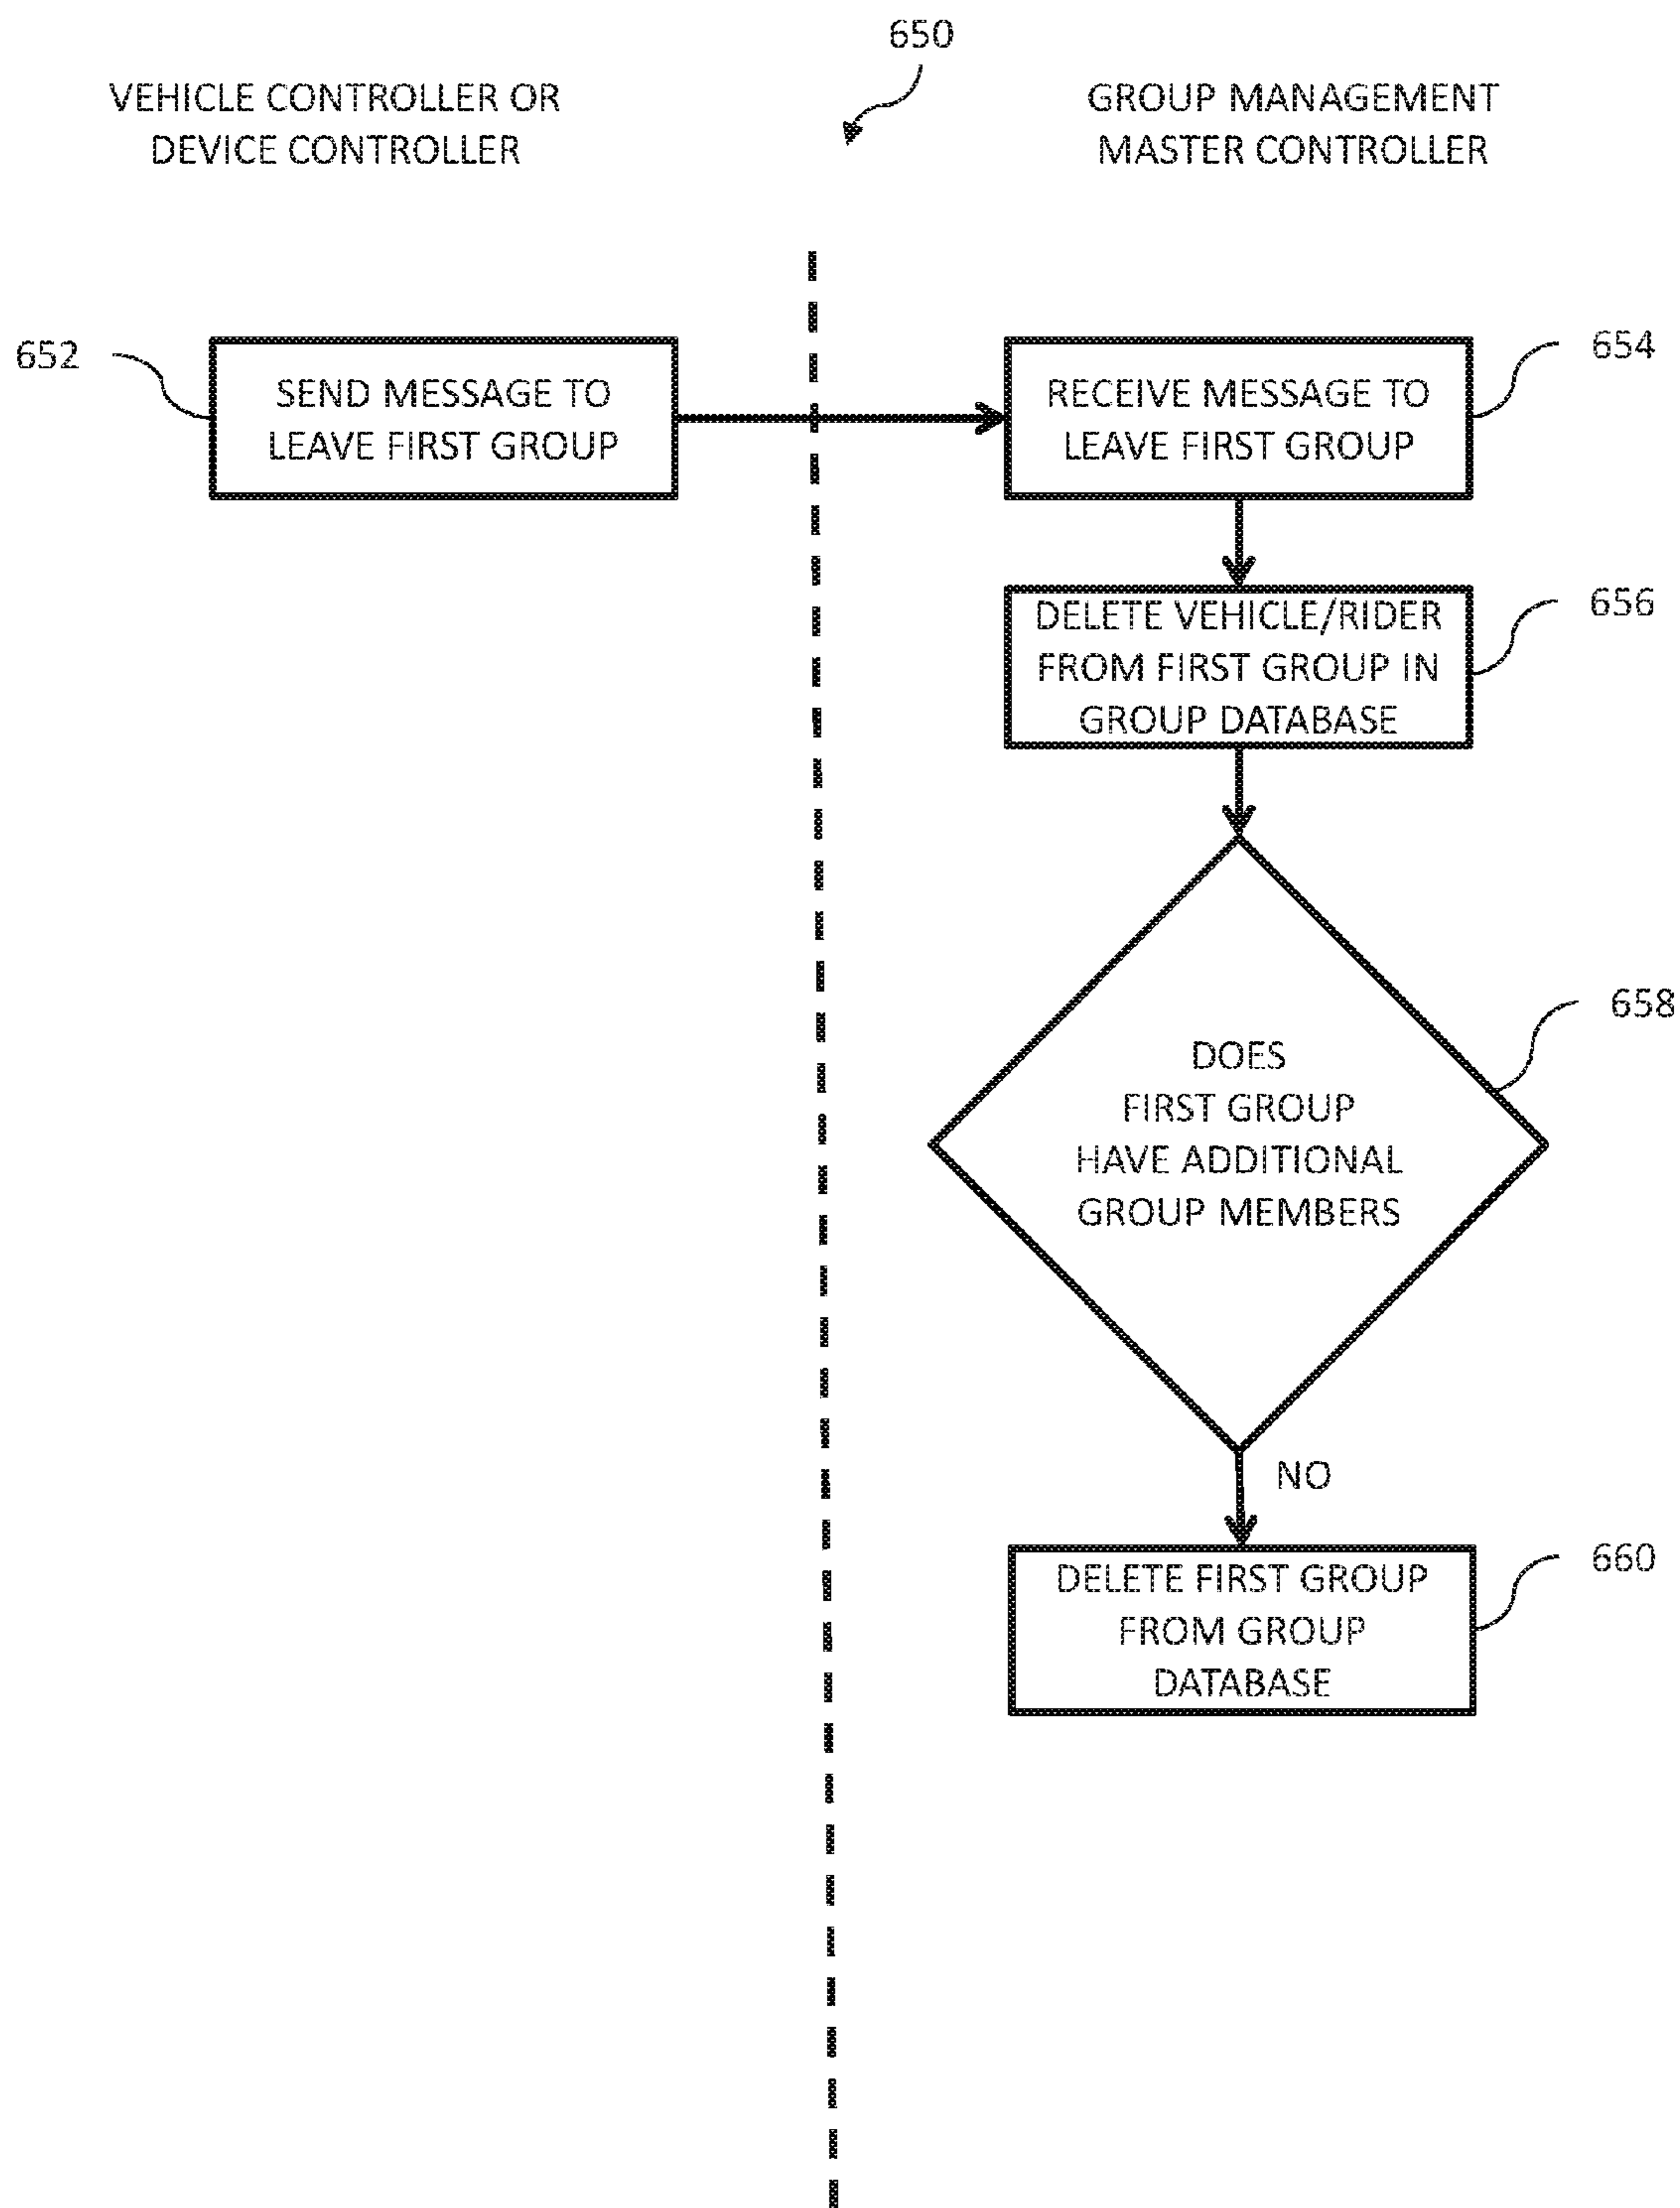 650
VEHICLE CONTROLLER OR
DEVICE CONTROLLER
GROUP MANAGEMENT
MASTER CONTROLLER
652
SEND MESSAGE TO
LEAVE FIRST GROUP
RECEIVE MESSAGE TO
LEAVE FIRST GROUP
654
DELETE VEHICLE/RIDER
FROM FIRST GROUP IN
GROUP DATABASE
656
DOES
FIRST GROUP
HAVE ADDITIONAL
GROUP MEMBERS
658
NO
DELETE FIRST GROUP
FROM GROUP
DATABASE
660